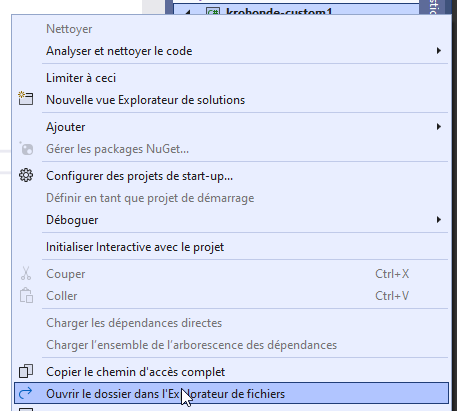 krohonde-custom1
Nettoyer
Analyser et nettoyer le code
Limiter à ceci
Nouvelle vue Explorateur de solutions
Ajouter
Gérer les packages NuGet...
Configurer des projets de start-up...
Définir en tant que projet de démarrage
Déboguer
Initialiser Interactive avec le projet
Couper Ctrl+X
Coller Ctrl+V
Charger les dépendances directes
Charger l'ensemble de l'arborescence des dépendances
Copier le chemin d'accès complet
Ouvrir le dossier dans l'Explorateur de fichiers